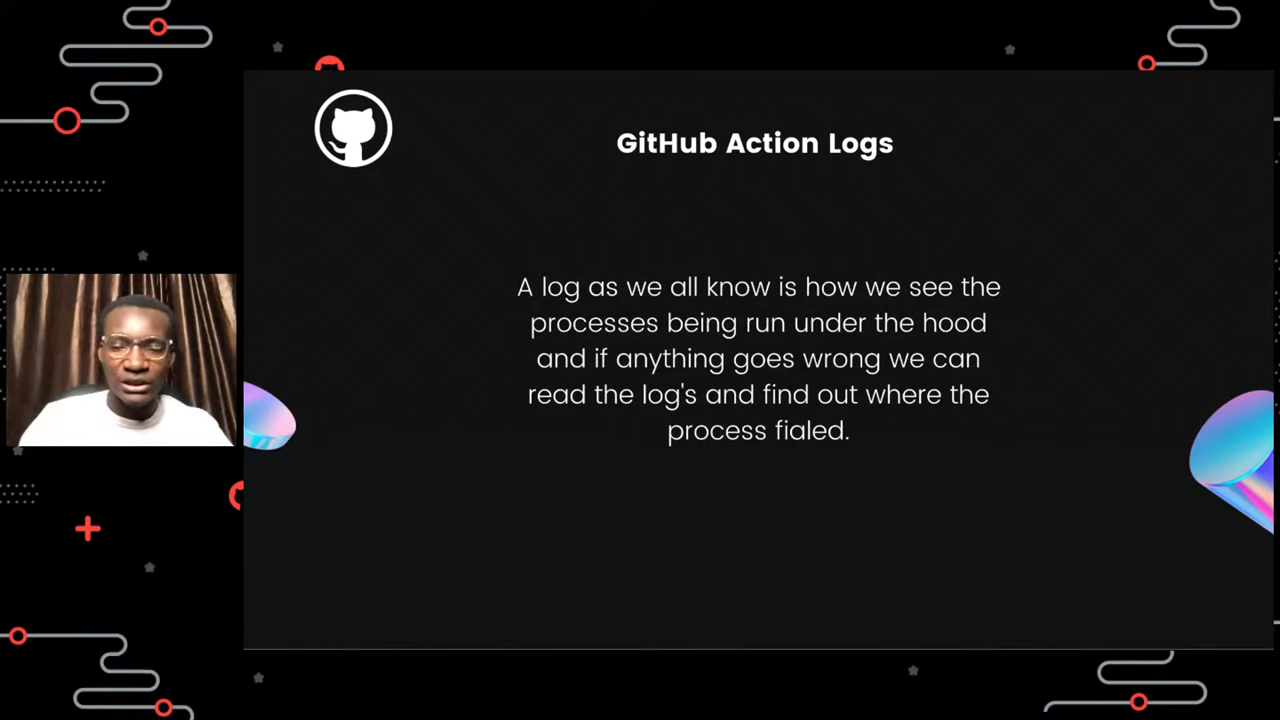 GitHub Action Logs
A log as we all know is how we see the
processes being run under the hood
and if anything goes wrong we can
read the log's and find out where the
process fialed.